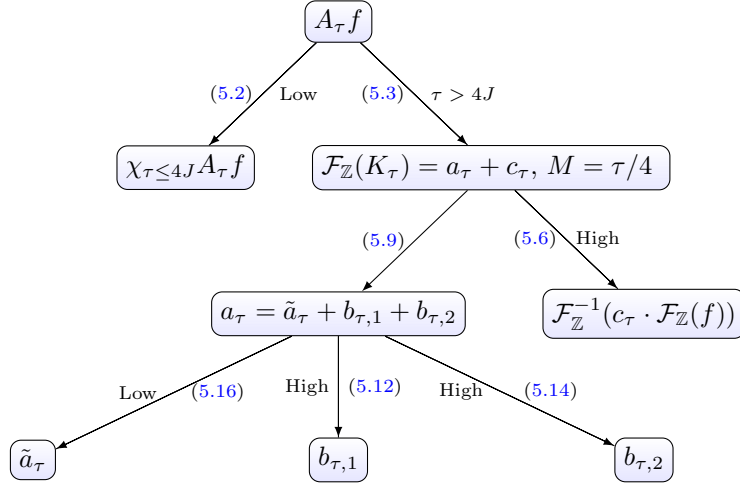 A_τ f
(5.2) Low (5.3) τ > 4J
χ_{τ≤4J} A_τ f F_ℤ(K_τ) = a_τ + c_τ, M = τ/4
(5.9) (5.6) High
a_τ = ã_τ + b_{τ,1} + b_{τ,2} F_ℤ^{-1}(c_τ · F_ℤ(f))
Low (5.16) High (5.12) High (5.14)
ã_τ b_{τ,1} b_{τ,2}